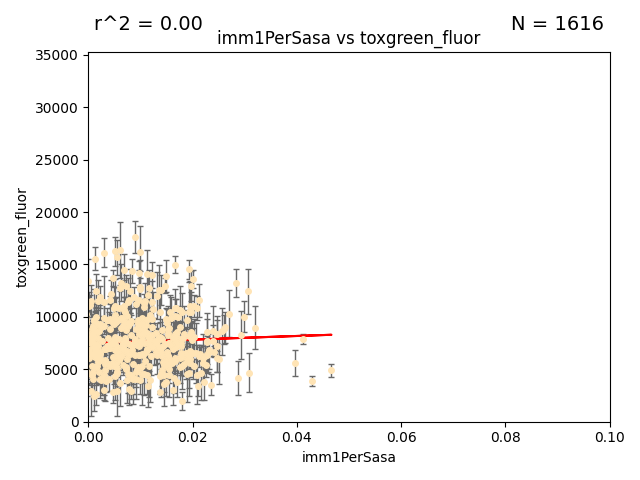 r^2 = 0.00
N = 1616
imm1PerSasa vs toxgreen_fluor
35000
30000
25000
20000
15000
10000
5000
0
toxgreen_fluor
0.00
0.02
0.04
0.06
0.08
0.10
imm1PerSasa